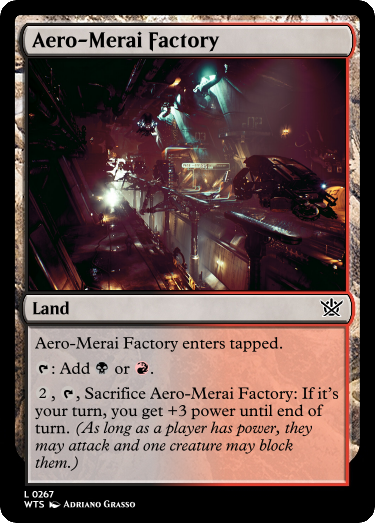 Aero-Merai Factory
Land
Aero-Merai Factory enters tapped.
: Add or .
2 , , Sacrifice Aero-Merai Factory: If it's
your turn, you get +3 power until end of
turn. (As long as a player has power, they
may attack and one creature may block
them.)
L 0267
WTS Adriano Grasso